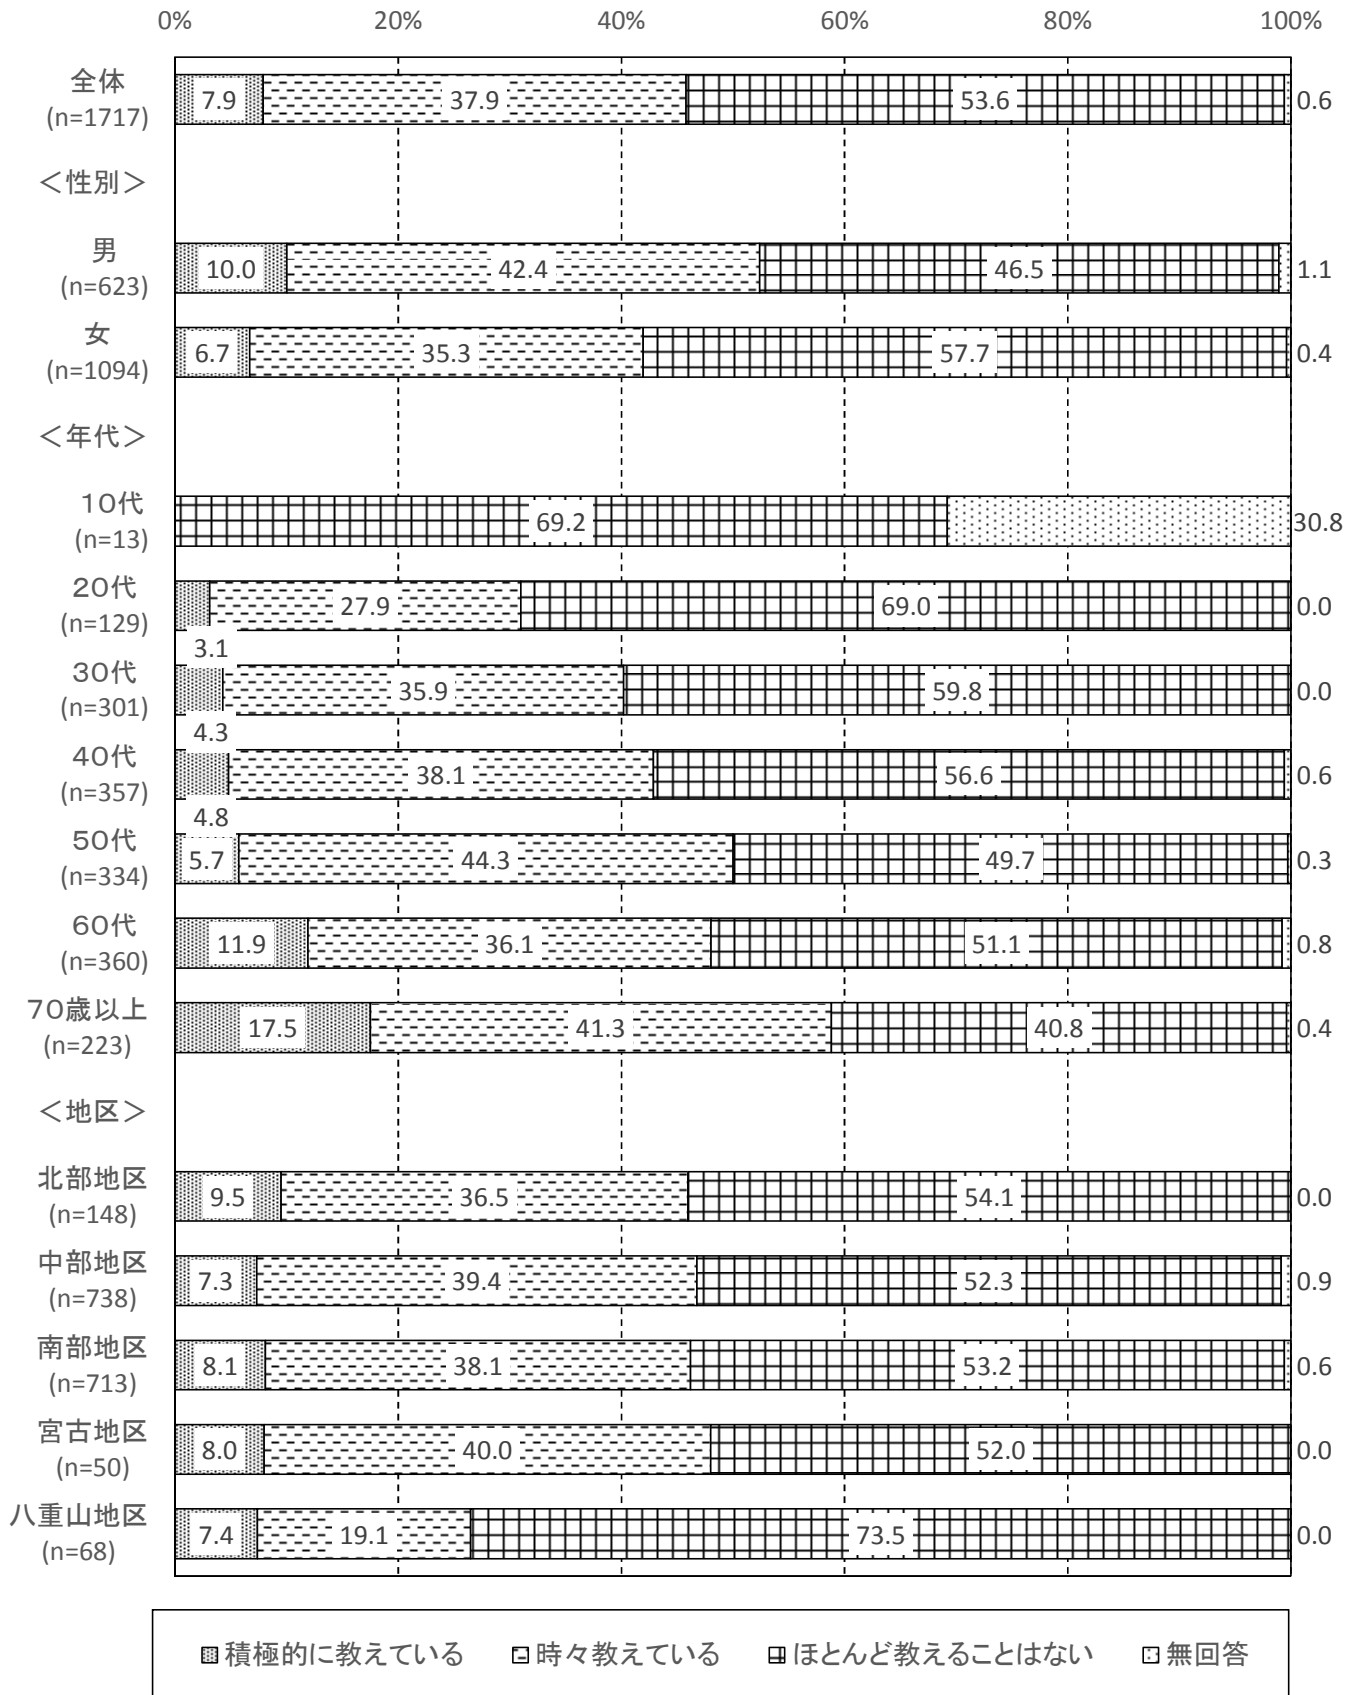 0% 20% 40% 60% 80% 100%
全体
(n=1717)
7.9 37.9 53.6 0.6
＜性別＞
男
(n=623)
10.0 42.4 46.5 1.1
女
(n=1094)
6.7 35.3 57.7 0.4
＜年代＞
１０代
(n=13)
69.2 30.8
２０代
(n=129)
27.9 69.0 0.0
3.1
３０代
(n=301)
35.9 59.8 0.0
4.3
４０代
(n=357)
38.1 56.6 0.6
4.8
５０代
(n=334)
5.7 44.3 49.7 0.3
６０代
(n=360)
11.9 36.1 51.1 0.8
７０歳以上
(n=223)
17.5 41.3 40.8 0.4
＜地区＞
北部地区
(n=148)
9.5 36.5 54.1 0.0
中部地区
(n=738)
7.3 39.4 52.3 0.9
南部地区
(n=713)
8.1 38.1 53.2 0.6
宮古地区
(n=50)
8.0 40.0 52.0 0.0
八重山地区
(n=68)
7.4 19.1 73.5 0.0
積極的に教えている 時々教えている ほとんど教えることはない 無回答